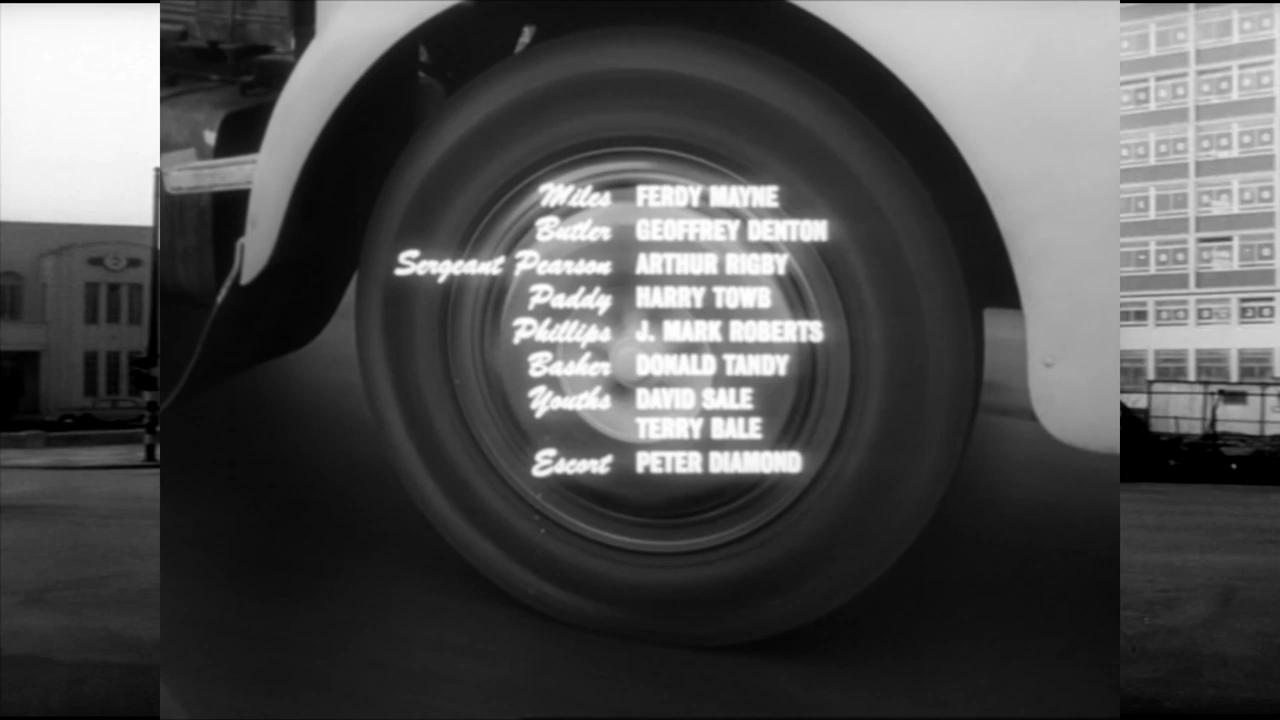 Miles FERDY MAYNE
Butler GEOFFREY DENTON
Sergeant Pearson ARTHUR RIGBY
Paddy HARRY TOWB
Phillips J. MARK ROBERTS
Basher DONALD TANDY
Youths DAVID SALE
TERRY BALE
Escort PETER DIAMOND